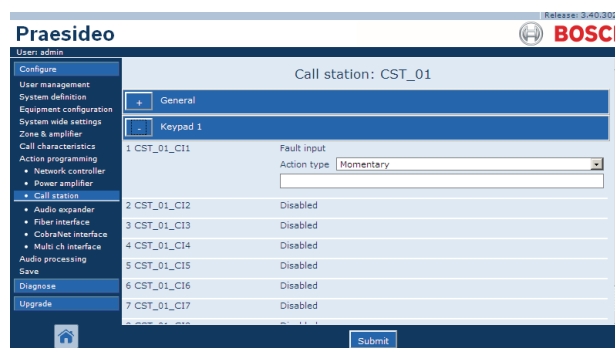 Release: 3.40.302
Praesideo
BOSC
User: admin
Configure
User management
System definition
Equipment configuration
System wide settings
Zone & amplifier
Call characteristics
Action programming
• Network controller
• Power amplifier
• Call station
• Audio expander
• Fiber interface
• CobraNet interface
• Multi ch interface
Audio processing
Save
Diagnose
Upgrade
Call station: CST_01
+ General
- Keypad 1
1 CST_01_CI1 Fault input
Action type Momentary
2 CST_01_CI2 Disabled
3 CST_01_CI3 Disabled
4 CST_01_CI4 Disabled
5 CST_01_CI5 Disabled
6 CST_01_CI6 Disabled
7 CST_01_CI7 Disabled
Submit